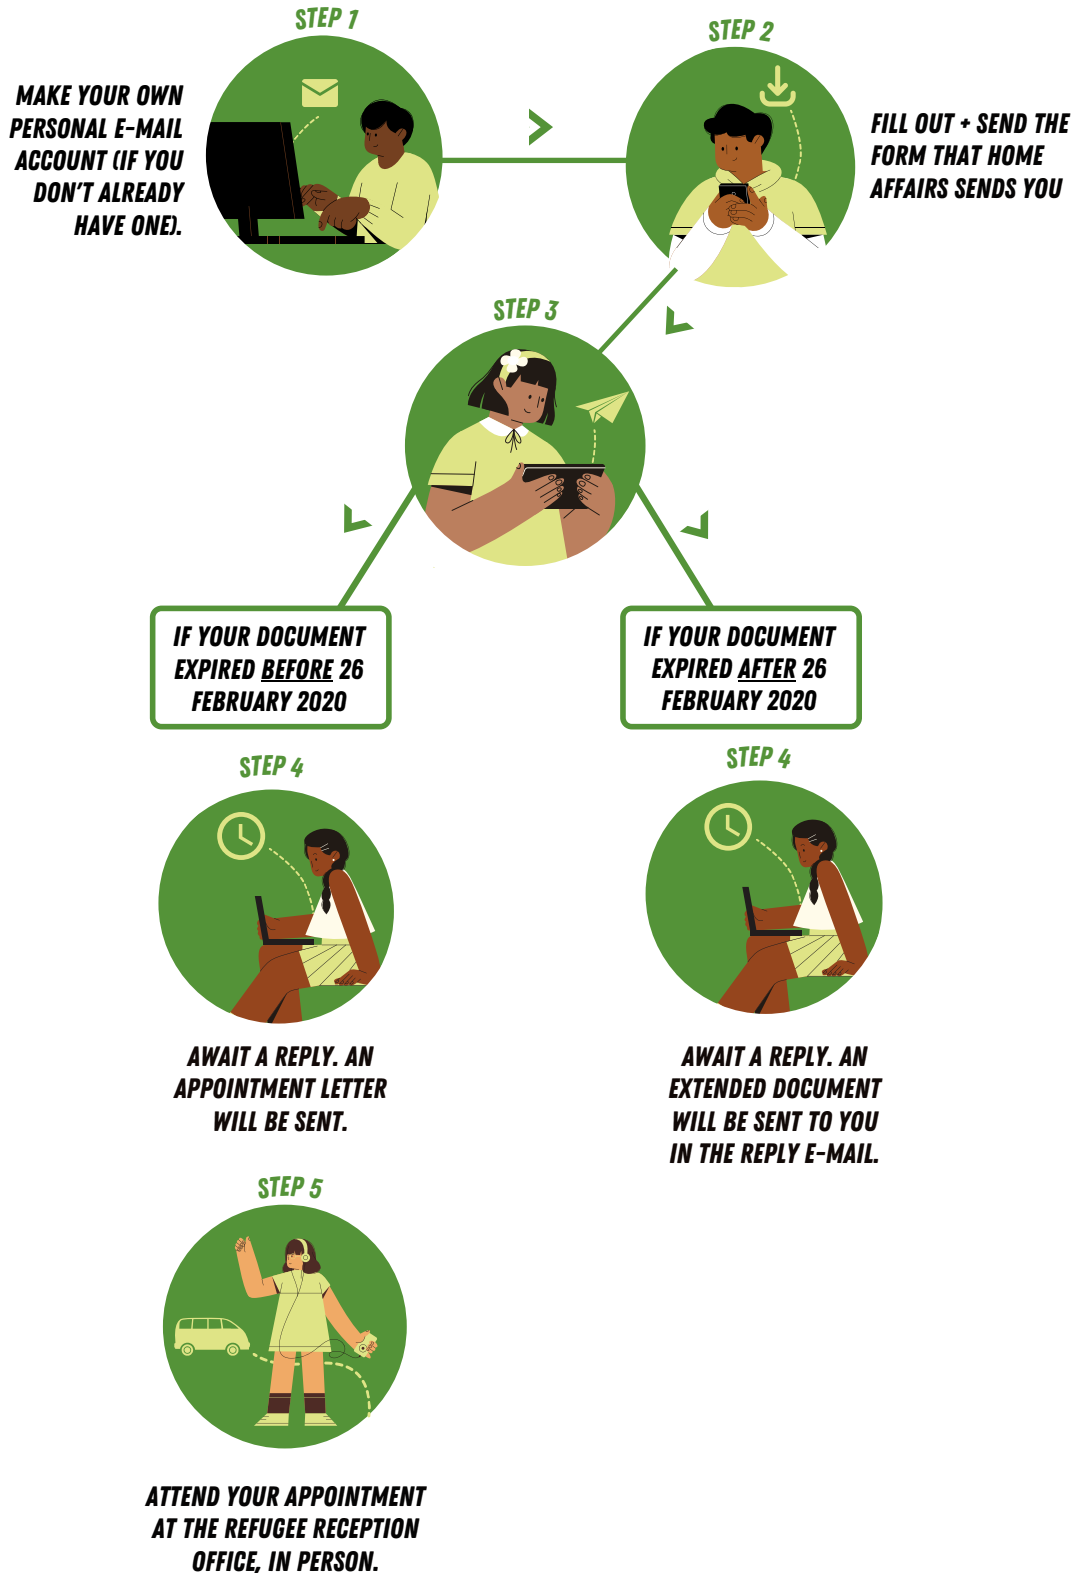 STEP 1
MAKE YOUR OWN
PERSONAL E-MAIL
ACCOUNT (IF YOU
DON'T ALREADY
HAVE ONE).
STEP 2
FILL OUT + SEND THE
FORM THAT HOME
AFFAIRS SENDS YOU
STEP 3
IF YOUR DOCUMENT
EXPIRED BEFORE 26
FEBRUARY 2020
IF YOUR DOCUMENT
EXPIRED AFTER 26
FEBRUARY 2020
STEP 4
AWAIT A REPLY. AN
APPOINTMENT LETTER
WILL BE SENT.
STEP 4
AWAIT A REPLY. AN
EXTENDED DOCUMENT
WILL BE SENT TO YOU
IN THE REPLY E-MAIL.
STEP 5
ATTEND YOUR APPOINTMENT
AT THE REFUGEE RECEPTION
OFFICE, IN PERSON.